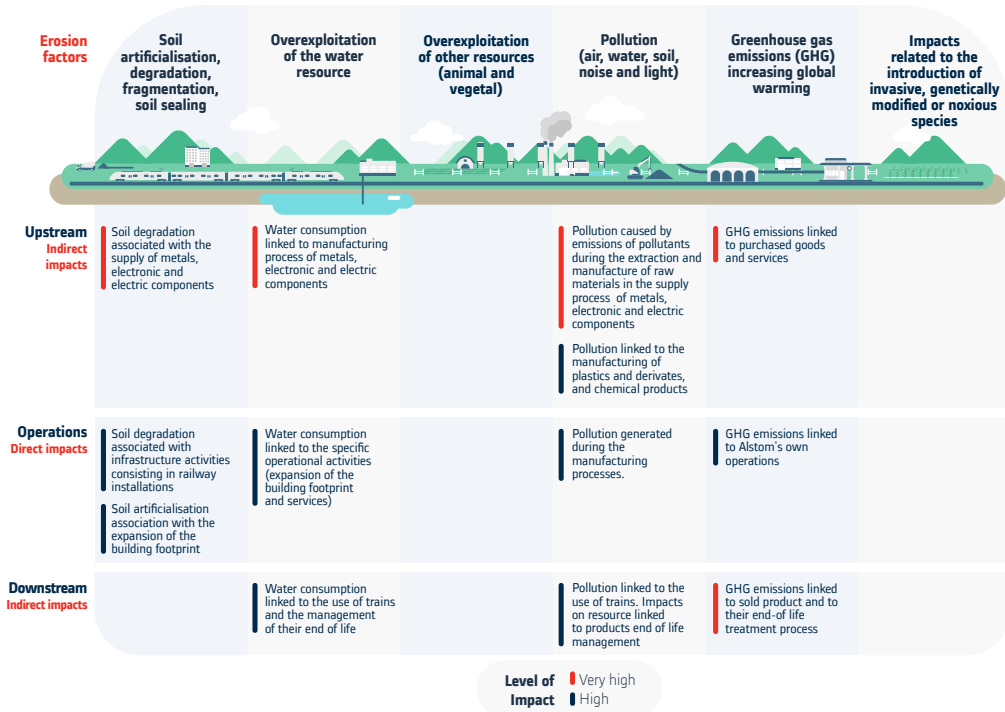 Erosion
factors
Soil
artificialisation,
degradation,
fragmentation,
soil sealing
Overexploitation
of the water
resource
Overexploitation
of other resources
(animal and
vegetal)
Pollution
(air, water, soil,
noise and light)
Greenhouse gas
emissions (GHG)
increasing global
warming
Impacts
related to the
introduction of
invasive, genetically
modified or noxious
species
Upstream
Indirect
impacts
Soil degradation
associated with the
supply of metals,
electronic and
electric components
Water consumption
linked to manufacturing
process of metals,
electronic and electric
components
Pollution caused by
emissions of pollutants
during the extraction and
manufacture of raw
materials in the supply
process of metals,
electronic and electric
components
Pollution linked to the
manufacturing of
plastics and derivates,
and chemical products
GHG emissions linked
to purchased goods
and services
Operations
Direct impacts
Soil degradation
associated with
infrastructure activities
consisting in railway
installations
Soil artificialisation
association with the
expansion of the
building footprint
Water consumption
linked to the specific
operational activities
(expansion of the
building footprint
and services)
Pollution generated
during the
manufacturing
processes.
GHG emissions linked
to Alstom's own
operations
Downstream
Indirect impacts
Water consumption
linked to the use of trains
and the management
of their end of life
Pollution linked to the
use of trains. Impacts
on resource linked
to products end of life
management
GHG emissions linked
to sold product and to
their end-of life
treatment process
Level of
Impact
Very high
High